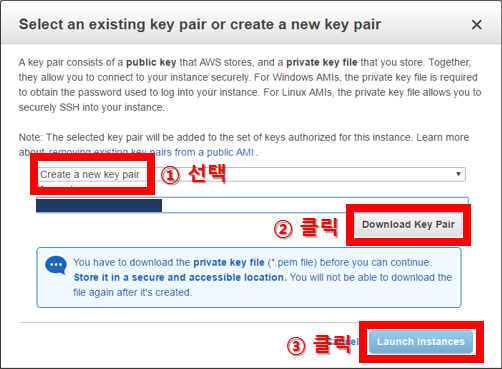 Select an existing key pair or create a new key pair
A key pair consists of a public key that AWS stores, and a private key file that you store. Together,
they allow you to connect to your instance securely. For Windows AMIs, the private key file is required
to obtain the password used to log into your instance. For Linux AMIs, the private key file allows you to
securely SSH into your instance.
Note: The selected key pair will be added to the set of keys authorized for this instance. Learn more
about removing existing key pairs from a public AMI .
Create a new key pair
① 선택
② 클릭
Download Key Pair
You have to download the private key file (*.pem file) before you can continue.
Store it in a secure and accessible location. You will not be able to download the
file again after it's created.
③ 클릭
Cancel
Launch Instances